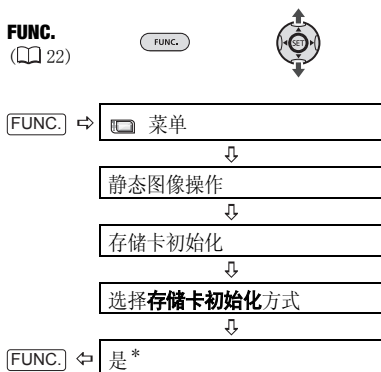 FUNC.
( 22)
FUNC.
SET
FUNC. ⇨ 菜单
⇩
静态图像操作
⇩
存储卡初始化
⇩
选择存储卡初始化方式
⇩
FUNC. ⇦ 是*